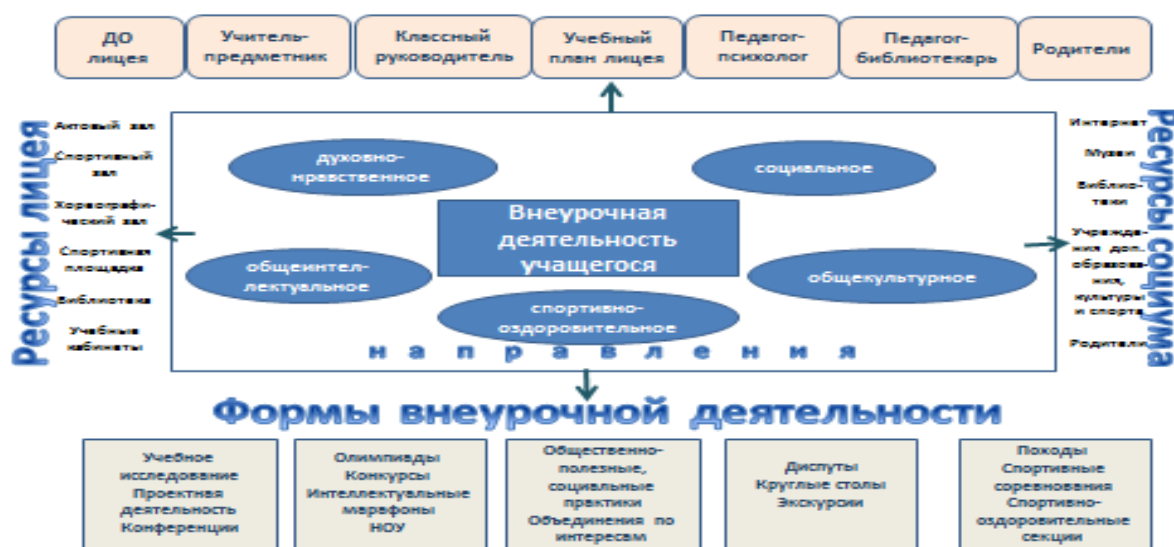 ДО
лицея
Учитель-
предметник
Классный
руководитель
Учебный
план лицея
Педагог-
психолог
Педагог-
библиотекарь
Родители
Ресурсы лицея
Актовый зал
Спортивный
зал
Хореографи-
ческий зал
Спортивная
площадка
Библиотека
Учебные
кабинеты
духовно-
нравственное
социальное
Внеурочная
деятельность
учащегося
общеинтел-
лектуальное
общекультурное
спортивно-
оздоровительное
направления
Интернет
Музеи
Библио-
теки
Учрежде-
ния доп.
образова-
ния,
культуры
и спорта
Родители
Ресурсы социума
Формы внеурочной деятельности
Учебное
исследование
Проектная
деятельность
Конференции
Олимпиады
Конкурсы
Интеллектуальные
марафоны
НОУ
Общественно-
полезные,
социальные
практики
Объединения по
интересам
Диспуты
Круглые столы
Экскурсии
Походы
Спортивные
соревнования
Спортивно-
оздоровительные
секции